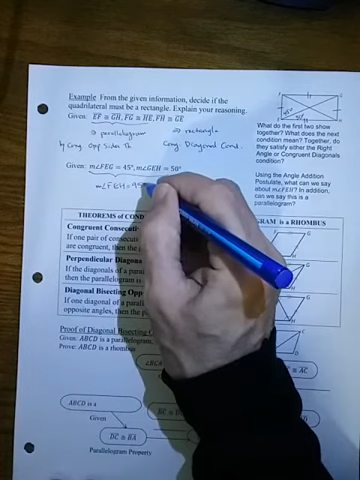 Example From the given information, decide if the
quadrilateral must be a rectangle. Explain your reasoning.
Given: EF ≅ GH, FG ≅ HE, FH ≅ GE
⇒ parallelogram ⇒ rectangle
by Cong. Opp Sides Th. Cong. Diagonal Cond.
What do the first two show
together? What does the next
condition mean? Together, do
they satisfy either the Right
Angle or Congruent Diagonals
condition?
Given: m∠FEG = 45°, m∠GEH = 50°
m∠FEH = 95
Using the Angle Addition
Postulate, what can we say
about m∠FEH? In addition,
can we say this is a
parallelogram?
THEOREMS OF COND
GRAM is a RHOMBUS
Congruent Consecu
If one pair of consecu
are congruent, then the p
Perpendicular Diagona
If the diagonals of a para
then the parallelogram is
Diagonal Bisecting Opp
If one diagonal of a paral
opposite angles, then the p
Proof of Diagonal Bisecting C
Given: ABCD is a parallelogram,
Prove: ABCD is a rhombus
ABCD is a
Given
DC ≅ BA
Parallelogram Property